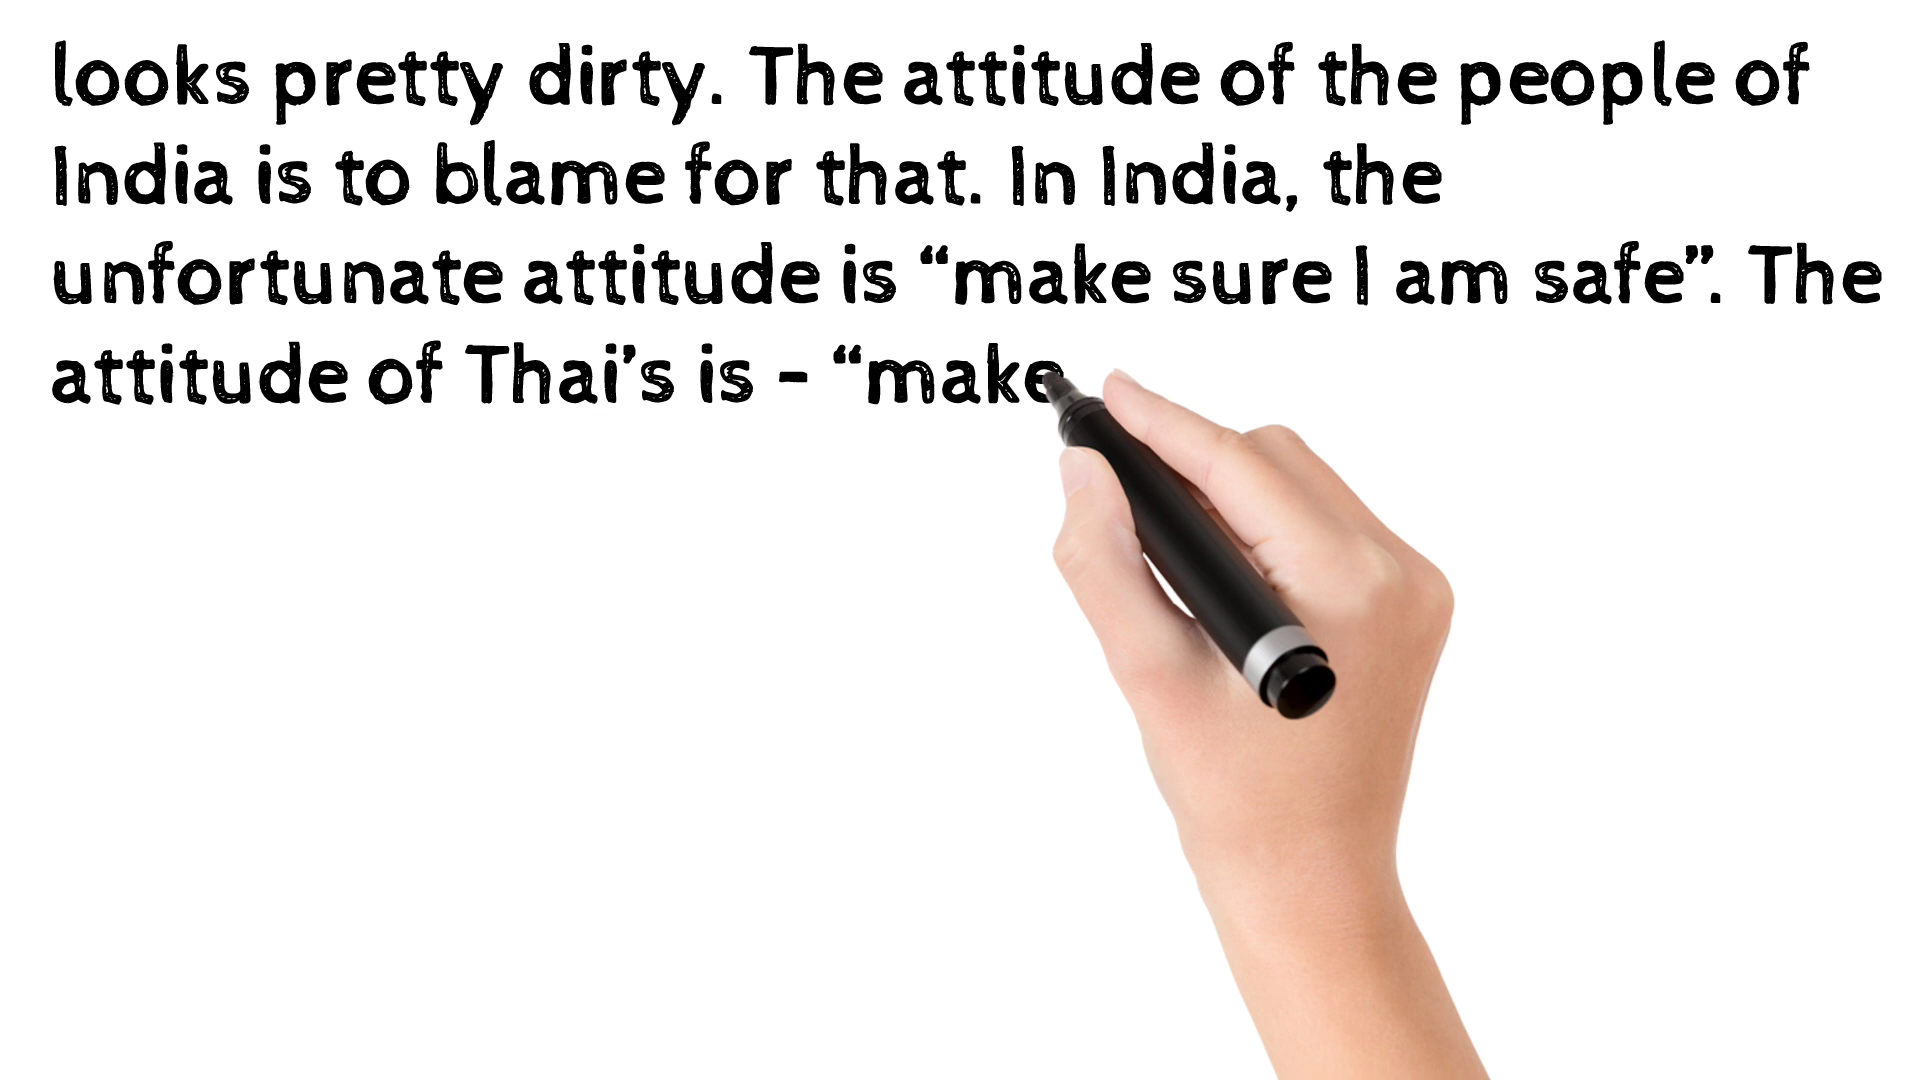 looks pretty dirty. The attitude of the people of
India is to blame for that. In India, the
unfortunate attitude is “make sure I am safe”. The
attitude of Thai’s is - “make